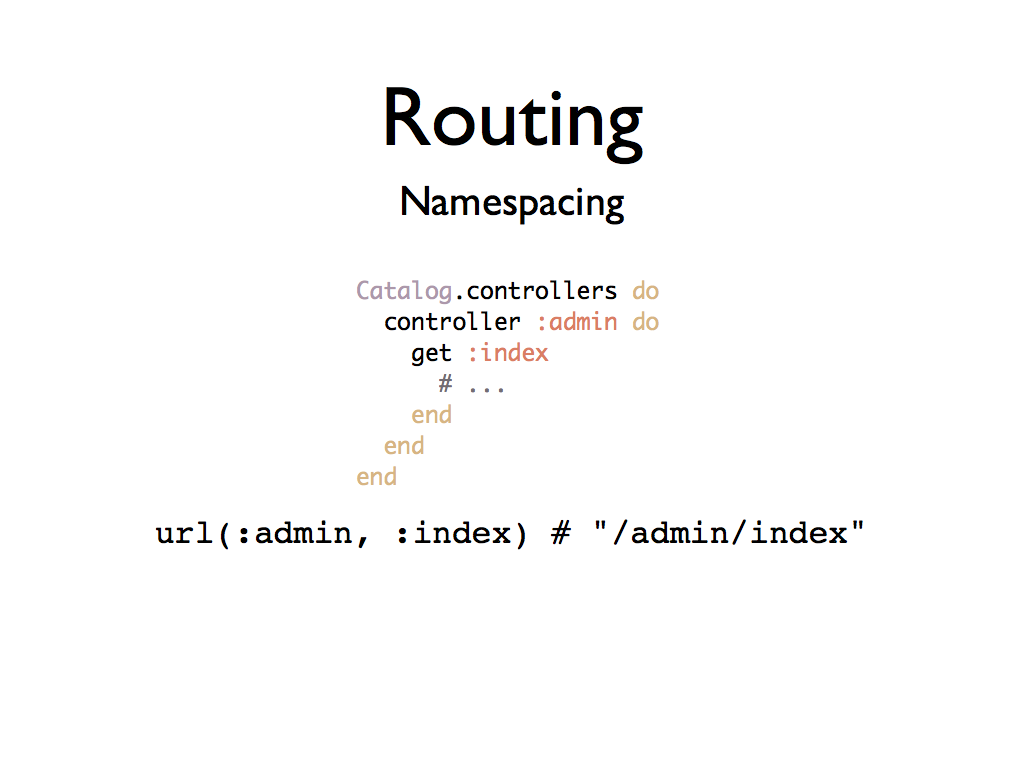 Routing
Namespacing
Catalog.controllers do
  controller :admin do
    get :index
      # ...
    end
  end
end
url(:admin, :index) # "/admin/index"